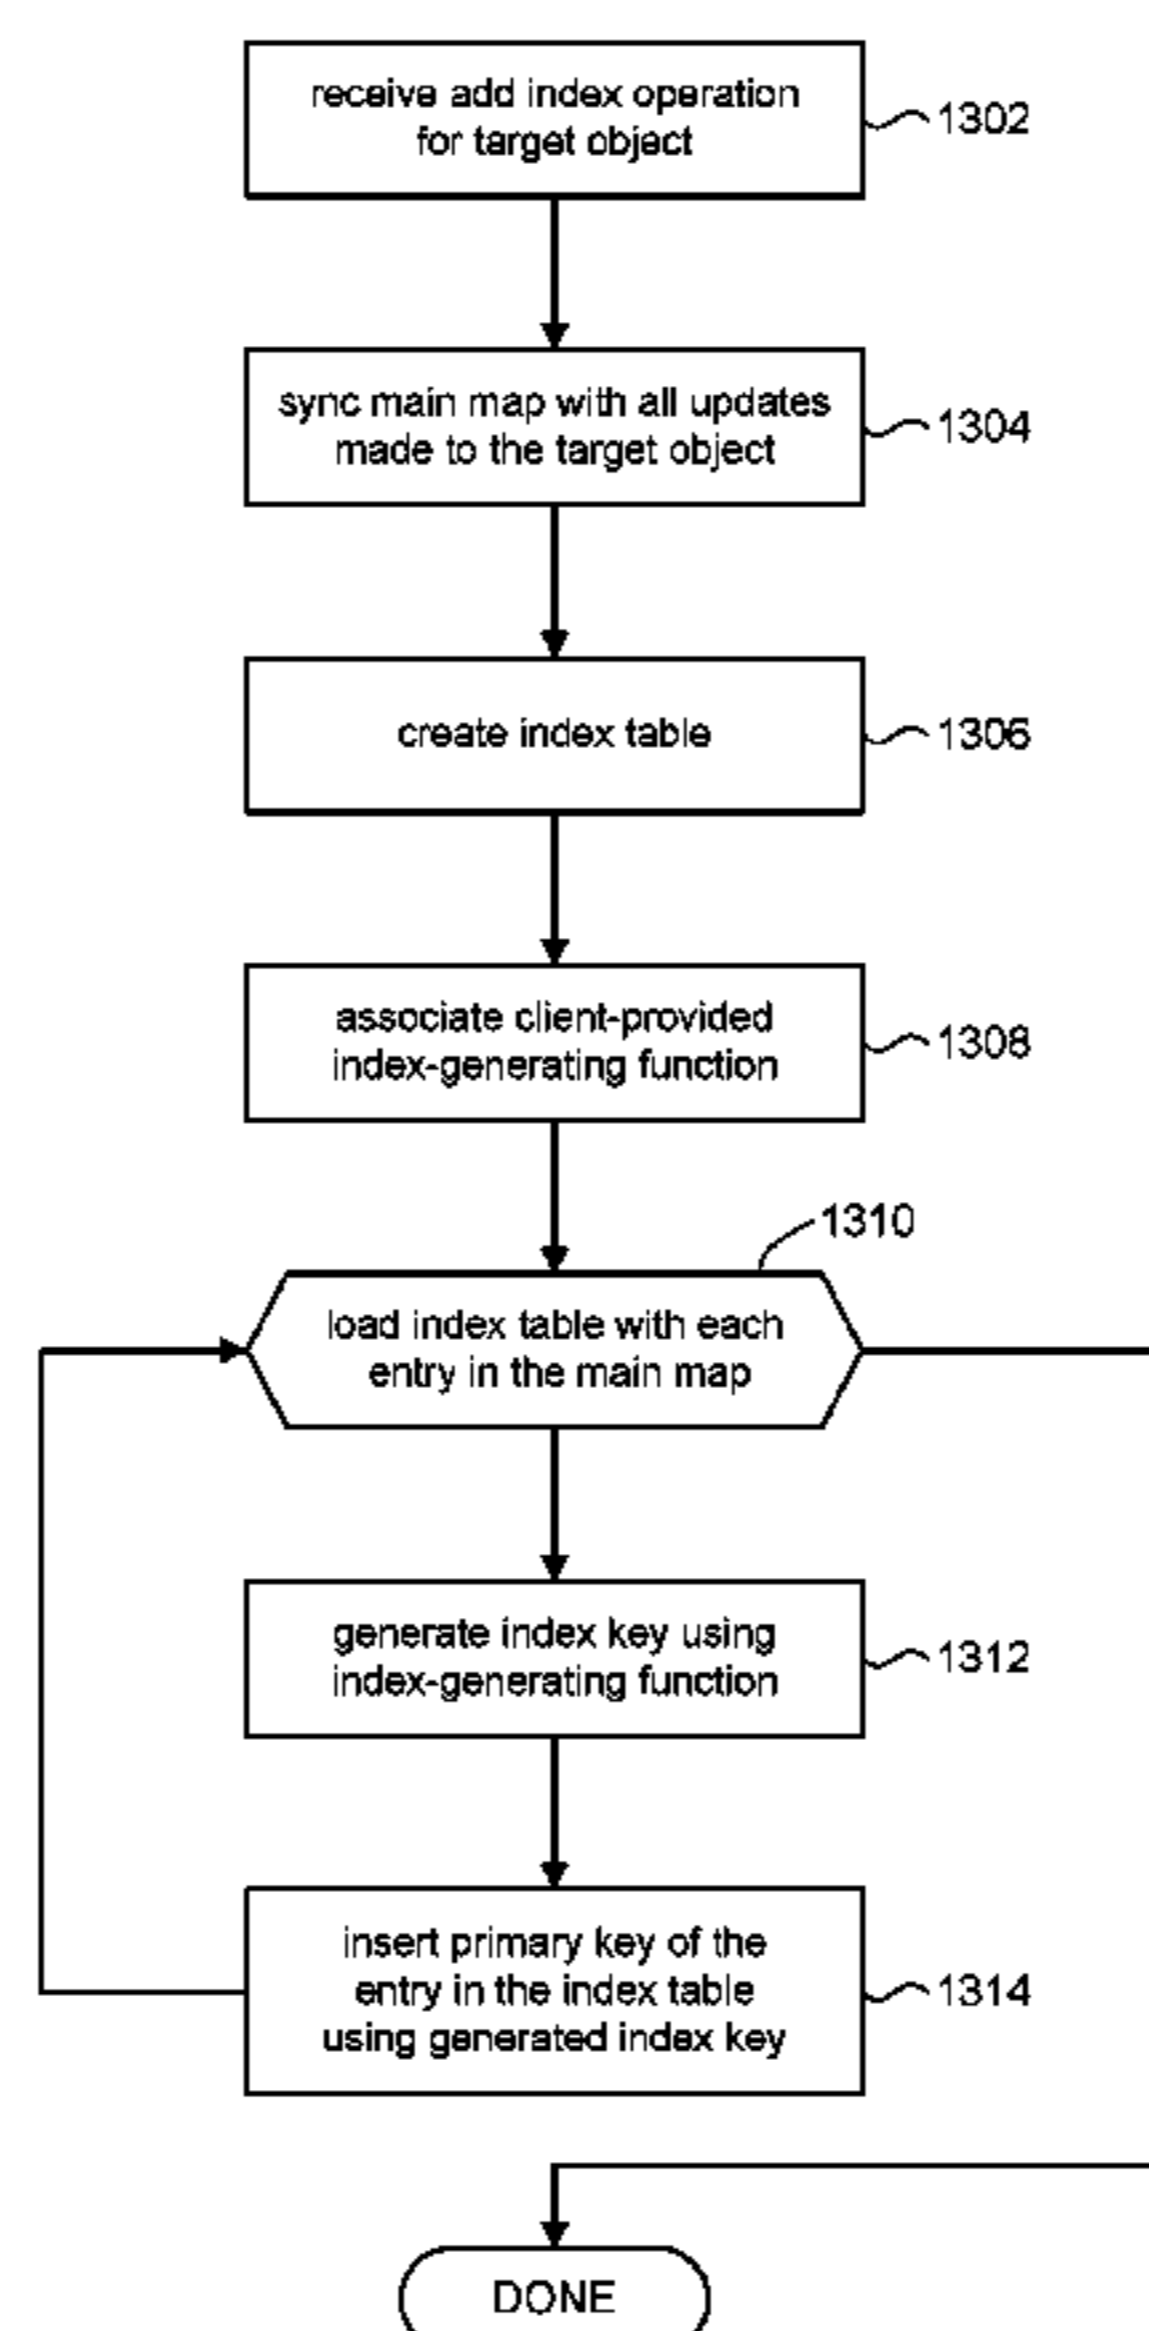 receive add index operation
for target object
1302
sync main map with all updates
made to the target object
1304
create index table
1306
associate client-provided
index-generating function
1308
1310
load index table with each
entry in the main map
generate index key using
index-generating function
1312
insert primary key of the
entry in the index table
using generated index key
1314
DONE